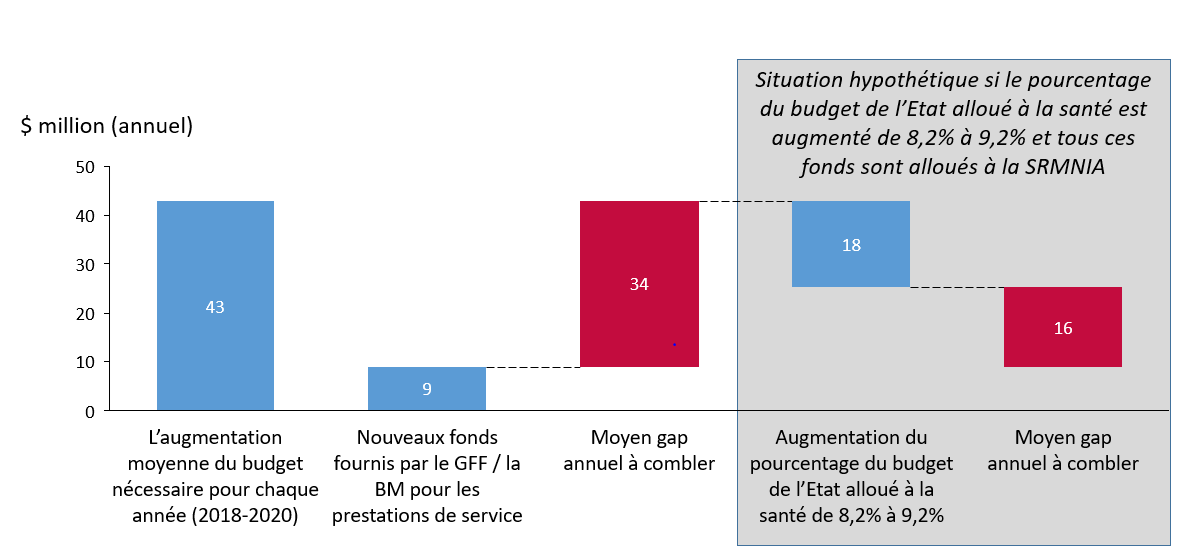 Situation hypothétique si le pourcentage
du budget de l’Etat alloué à la santé est
augmenté de 8,2% à 9,2% et tous ces
fonds sont alloués à la SRMNIA
$ million (annuel)
50
40
30
20
10
0
43
9
34
18
16
L’augmentation
moyenne du budget
nécessaire pour chaque
année (2018-2020)
Nouveaux fonds
fournis par le GFF / la
BM pour les
prestations de service
Moyen gap
annuel à combler
Augmentation du
pourcentage du budget
de l’Etat alloué à la
santé de 8,2% à 9,2%
Moyen gap
annuel à combler